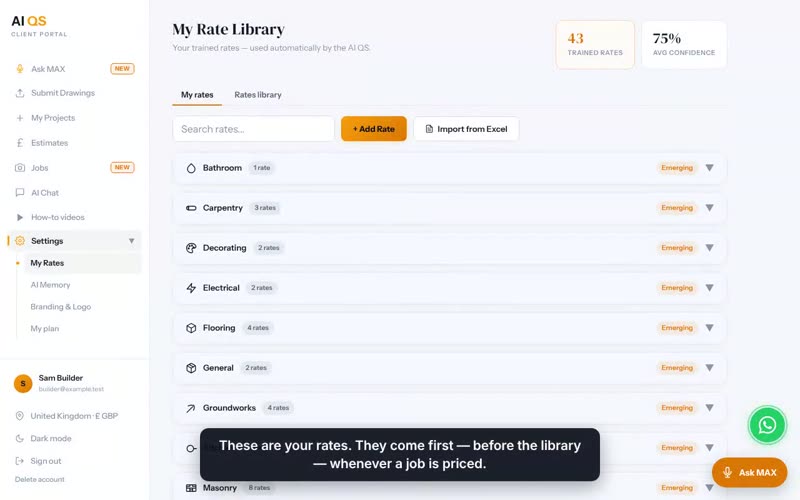 AI QS
CLIENT PORTAL
Ask MAX NEW
Submit Drawings
My Projects
Estimates
Jobs NEW
AI Chat
How-to videos
Settings
My Rates
AI Memory
Branding & Logo
My plan
S
Sam Builder
builder@example.test
United Kingdom · £ GBP
Dark mode
Sign out
Delete account
My Rate Library
Your trained rates — used automatically by the AI QS.
43
TRAINED RATES
75%
AVG CONFIDENCE
My rates Rates library
Search rates...
+ Add Rate
Import from Excel
Bathroom 1 rate Emerging
Carpentry 3 rates Emerging
Decorating 2 rates Emerging
Electrical 2 rates Emerging
Flooring 4 rates Emerging
General 2 rates Emerging
Groundworks 4 rates Emerging
Emerging
Masonry 8 rates Emerging
These are your rates. They come first — before the library
— whenever a job is priced.
Ask MAX